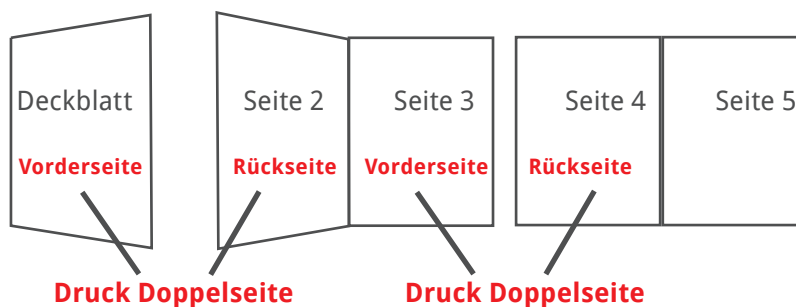 Deckblatt
Seite 2
Seite 3
Seite 4
Seite 5
Vorderseite
Rückseite
Vorderseite
Rückseite
Druck Doppelseite
Druck Doppelseite